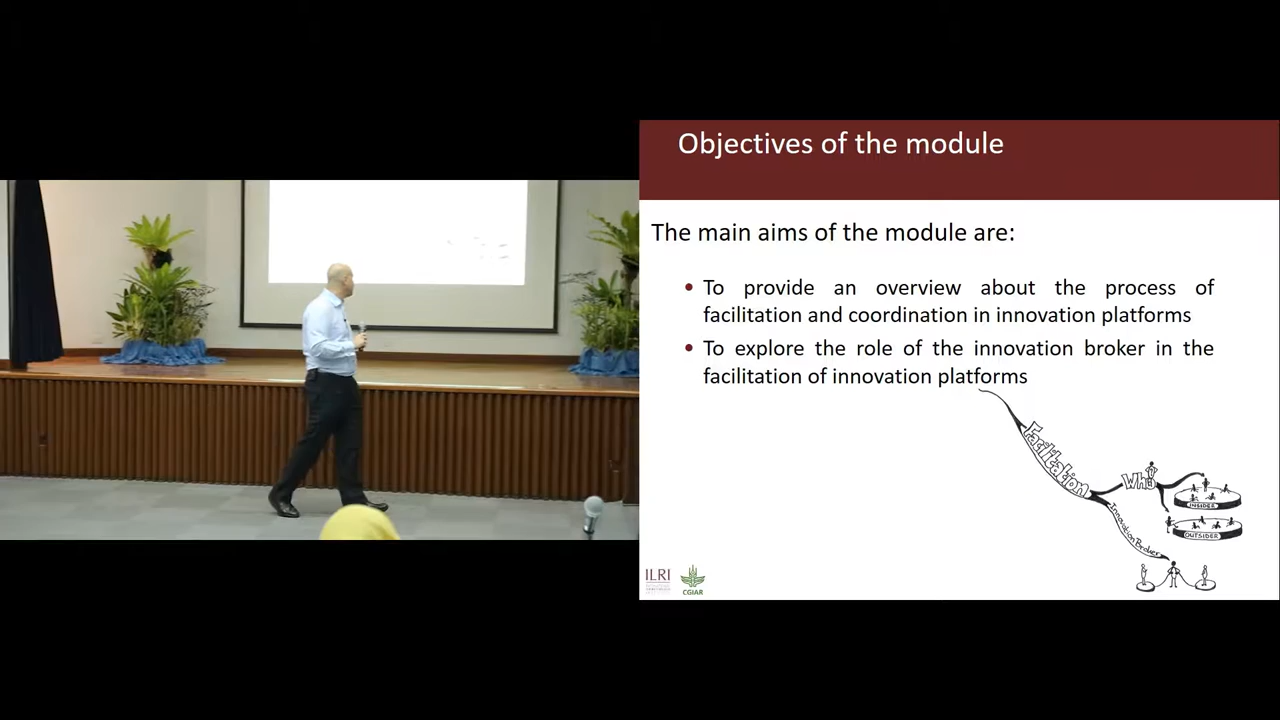 Objectives of the module
The main aims of the module are:
• To provide an overview about the process of
facilitation and coordination in innovation platforms
• To explore the role of the innovation broker in the
facilitation of innovation platforms
Facilitation
Who
INSIDER
OUTSIDER
Innovation Broker
ILRI
CGIAR